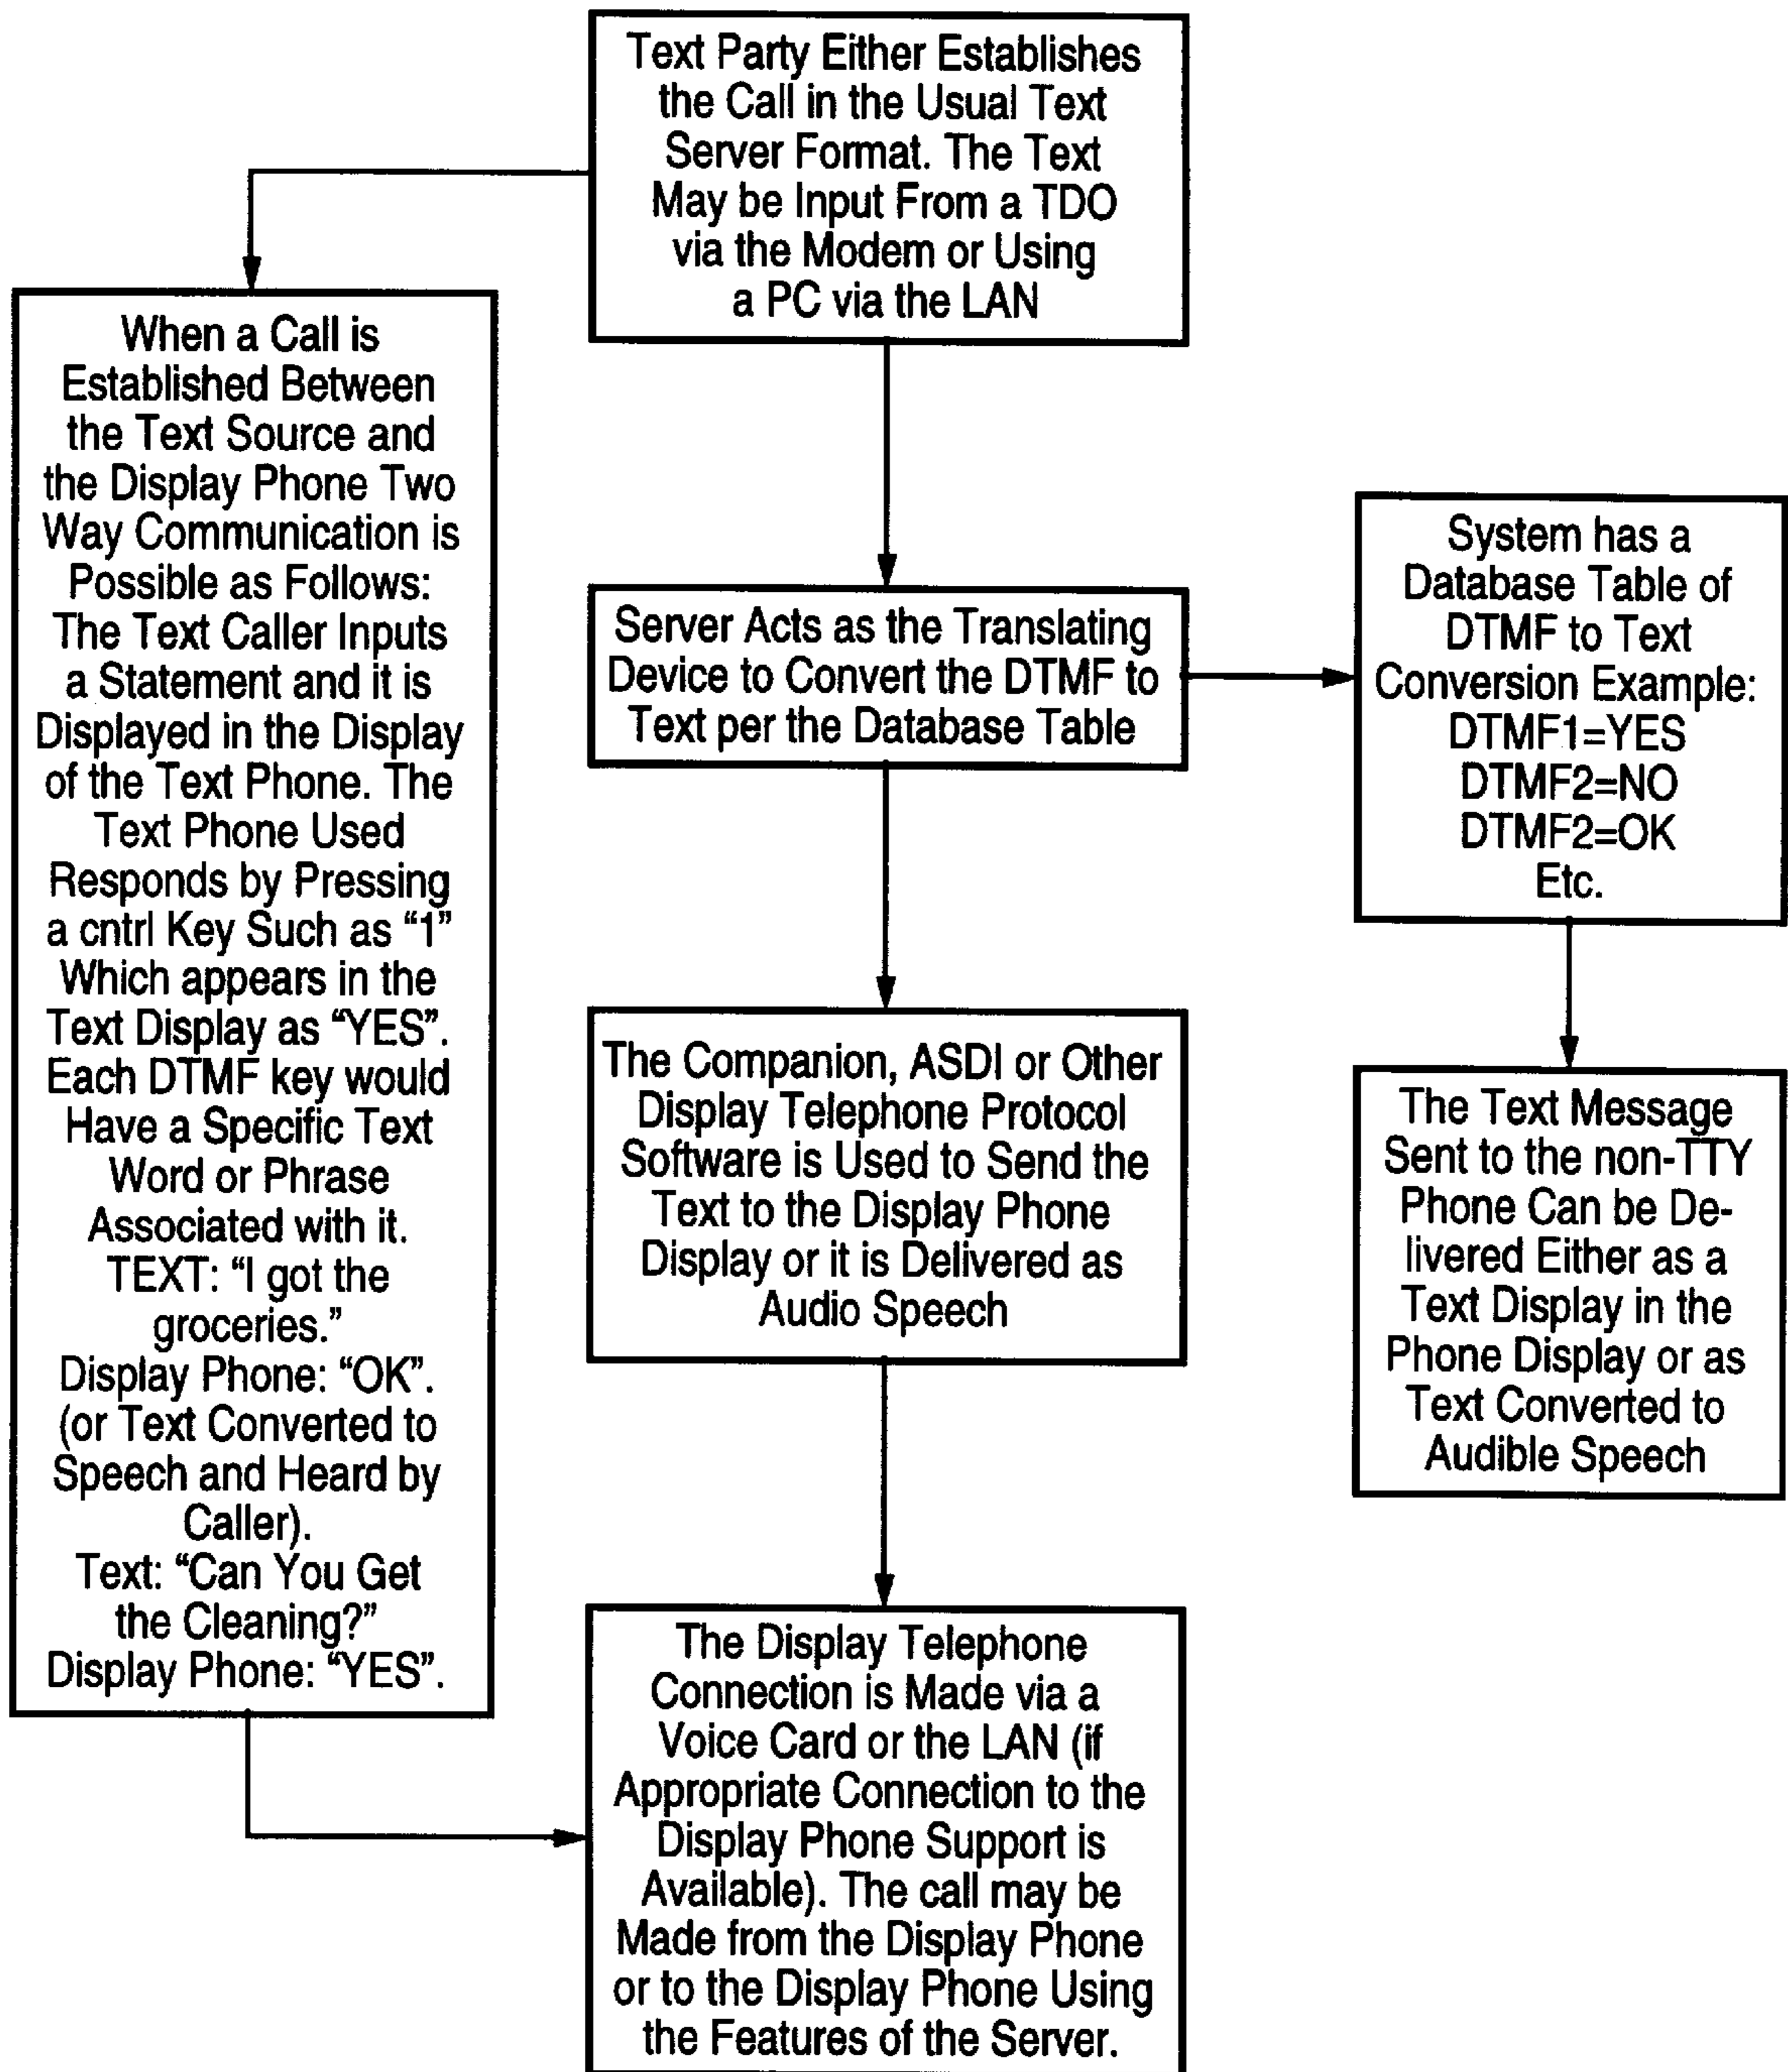 Text Party Either Establishes
the Call in the Usual Text
Server Format. The Text
May be Input From a TDO
via the Modem or Using
a PC via the LAN
When a Call is
Established Between
the Text Source and
the Display Phone Two
Way Communication is
Possible as Follows:
The Text Caller Inputs
a Statement and it is
Displayed in the Display
of the Text Phone. The
Text Phone Used
Responds by Pressing
a cntrl Key Such as “1”
Which appears in the
Text Display as “YES”.
Each DTMF key would
Have a Specific Text
Word or Phrase
Associated with it.
TEXT: “I got the
groceries.”
Display Phone: “OK”.
(or Text Converted to
Speech and Heard by
Caller).
Text: “Can You Get
the Cleaning?”
Display Phone: “YES”.
Server Acts as the Translating
Device to Convert the DTMF to
Text per the Database Table
System has a
Database Table of
DTMF to Text
Conversion Example:
DTMF1=YES
DTMF2=NO
DTMF2=OK
Etc.
The Companion, ASDI or Other
Display Telephone Protocol
Software is Used to Send the
Text to the Display Phone
Display or it is Delivered as
Audio Speech
The Text Message
Sent to the non-TTY
Phone Can be De-
livered Either as a
Text Display in the
Phone Display or as
Text Converted to
Audible Speech
The Display Telephone
Connection is Made via a
Voice Card or the LAN (if
Appropriate Connection to the
Display Phone Support is
Available). The call may be
Made from the Display Phone
or to the Display Phone Using
the Features of the Server.